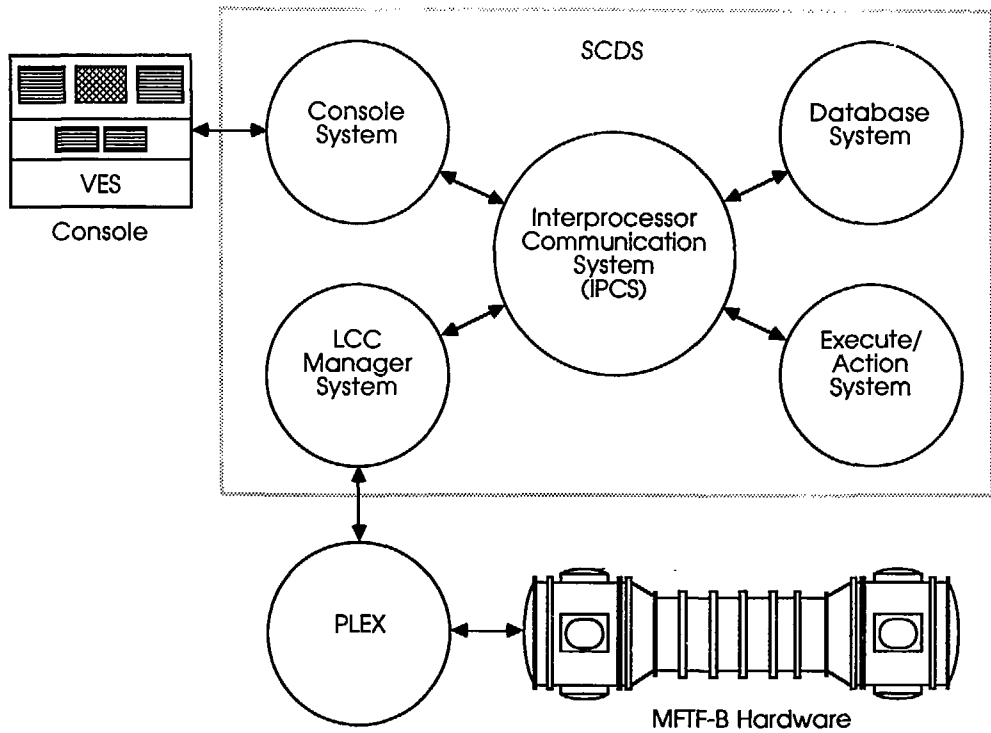 SCDS
Console
System
Database
System
VES
Console
Interprocessor
Communication
System
(IPCS)
LCC
Manager
System
Execute/
Action
System
PLEX
MFTF-B Hardware